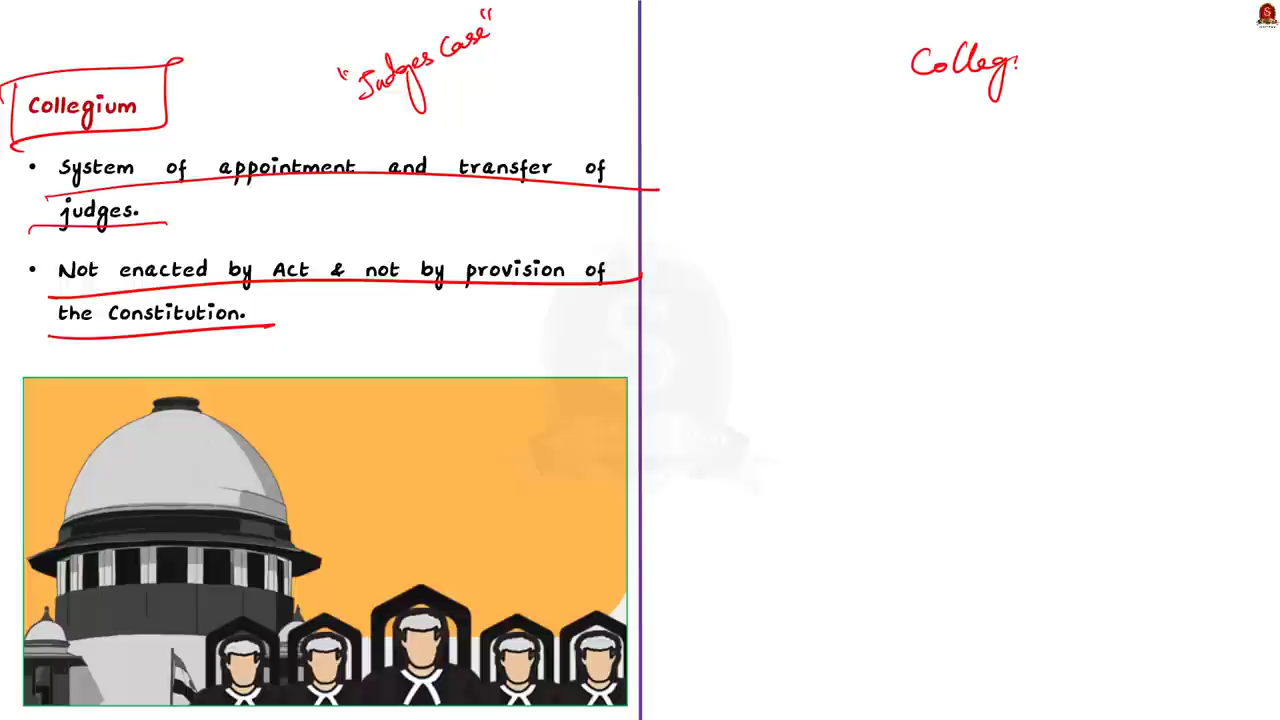 "Judges Case"
Collegium
• System of appointment and transfer of
judges.
• Not enacted by Act & not by provision of
the Constitution.
Colleg